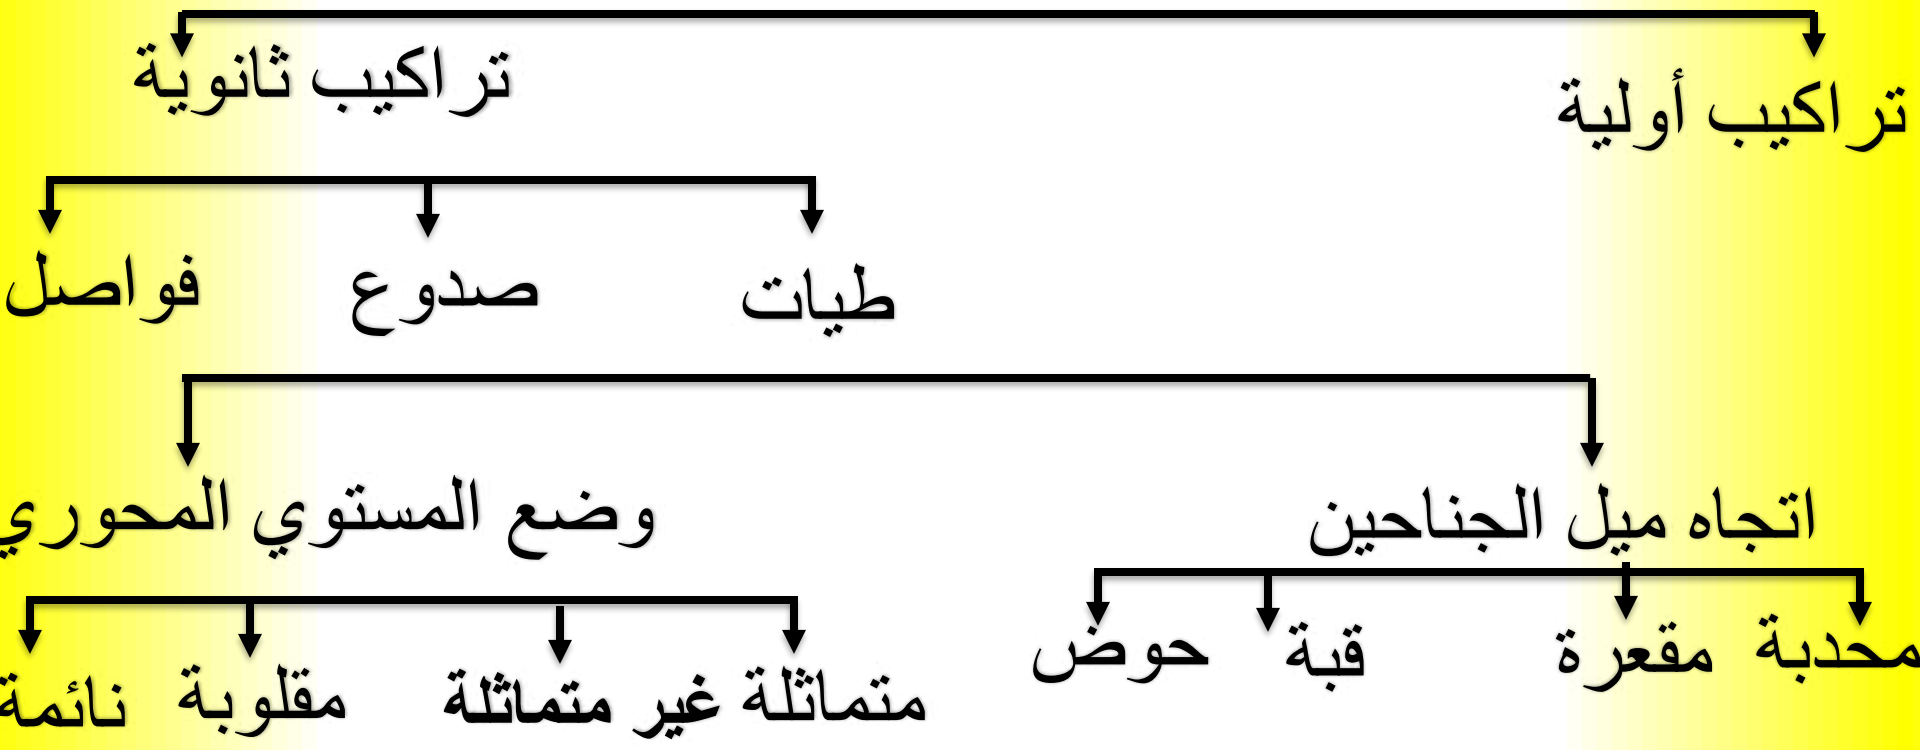 تراكيب أولية
تراكيب ثانوية
طيات
صدوع
فواصل
اتجاه ميل الجناحين
وضع المستوي المحوري
محدبة
مقعرة
قبة
حوض
متماثلة
غير متماثلة
مقلوبة
نائمة